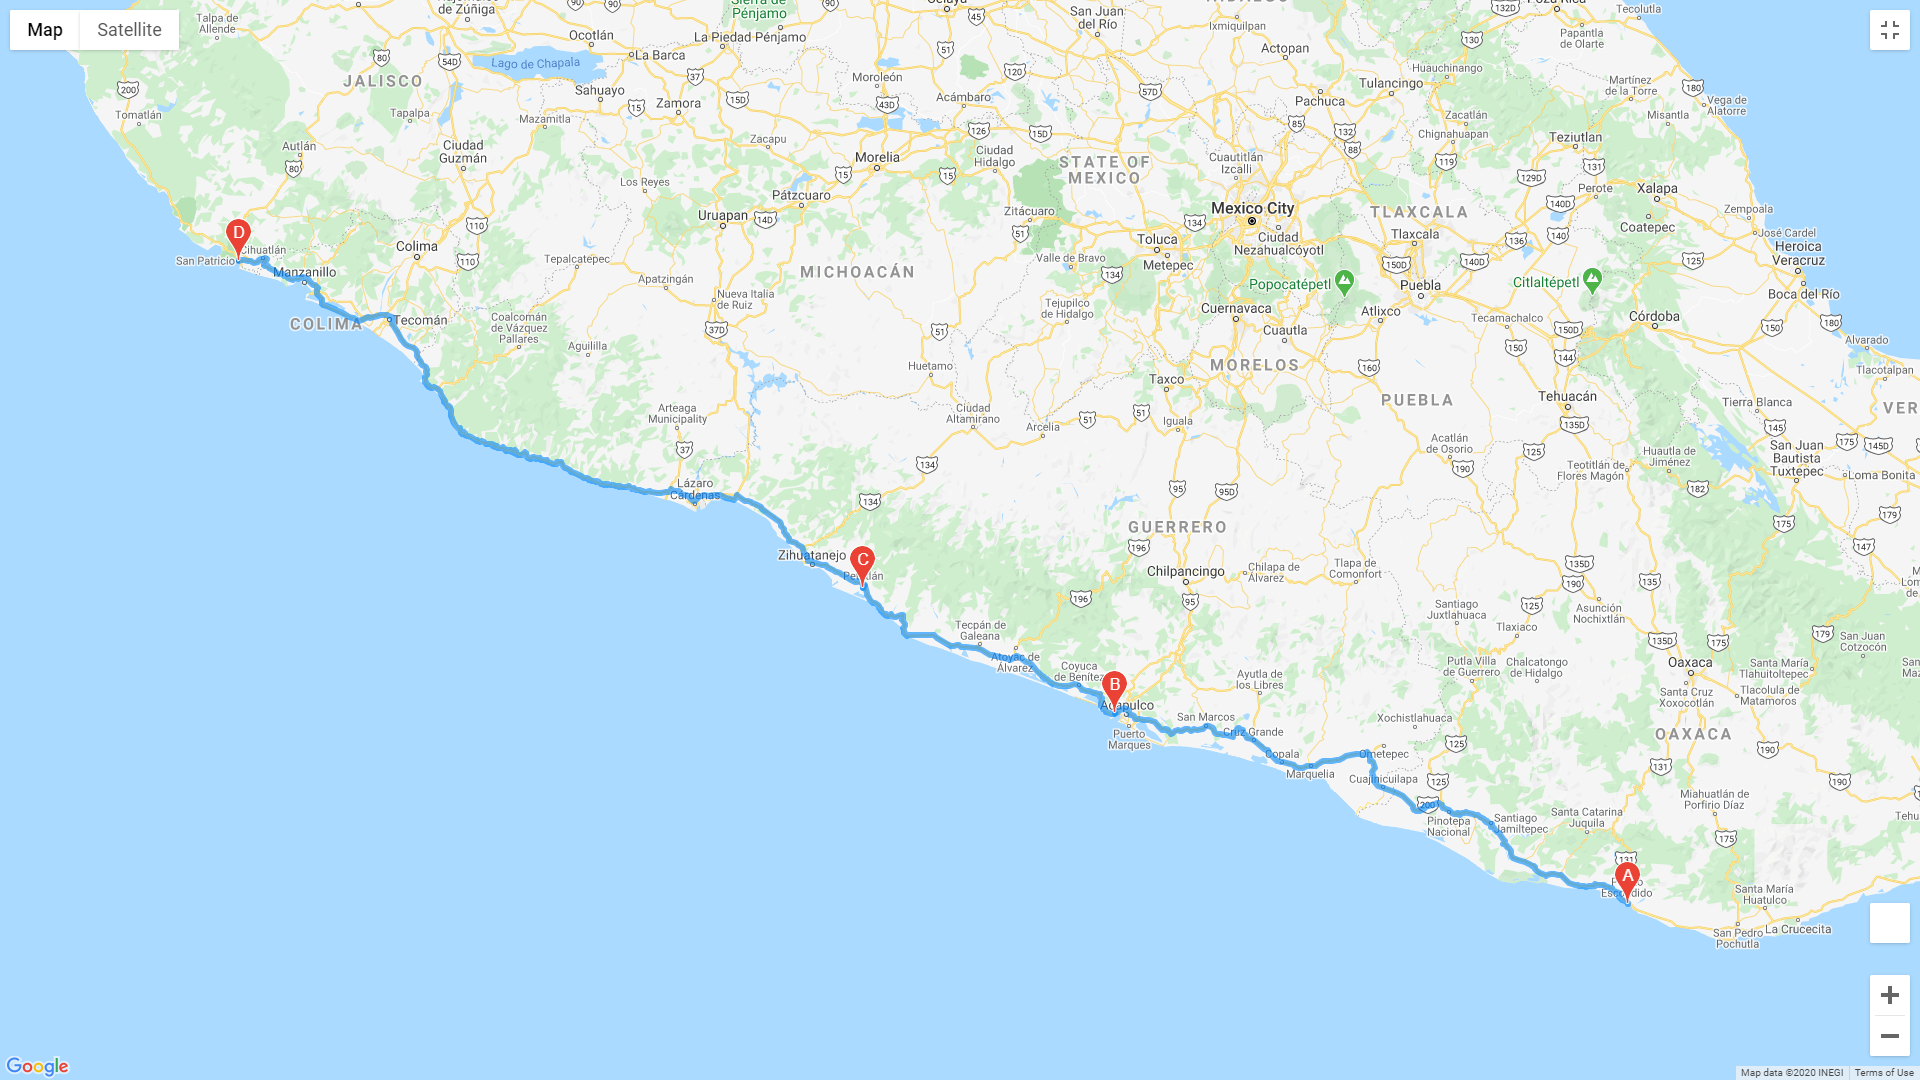 Map
Satellite
Talpa de
Allende
de Zúñiga
Ocotlán
La Barca
Lago de Chapala
JALISCO
Sahuayo
Zamora
Tomatlán
Tapalpa
Mazamitla
Autlán
Ciudad
Guzmán
Los Reyes
Zacapu
Uruapan
Pátzcuaro
Morelia
La Piedad
Pénjamo
Pénjamo
Moroleón
Acámbaro
Ciudad
Hidalgo
San Juan
del Río
Ixmiquilpan
Actopan
Pachuca
Tulancingo
Huauchinango
Tecolutla
Papantla
de Olarte
Martínez
de la Torre
Vega de
Alatorre
Misantla
Zacatlán
Chignahuapan
Teziutlan
STATE OF
MEXICO
Cuautitlán
Izcalli
Mexico City
Ciudad
Nezahualcóyotl
Zitácuaro
Toluca
Metepec
Valle de Bravo
TLAXCALA
Tlaxcala
Perote
Xalapa
Coatepec
Zempoala
José Cardel
Heroica
Veracruz
Boca del Río
Alvarado
Tlacotalpan
Popocatépetl
Puebla
Atlixco
Citlaltépetl
Tecamachalco
Córdoba
Cuernavaca
Cuautla
MORELOS
Taxco
Iguala
PUEBLA
Tehuacán
Tierra Blanca
VER
San Juan
Bautista
Tuxtepec
Loma Bonita
Huautla de
Jiménez
Teotitlán de
Flores Magón
Acatlán
de Osorio
D
San Patricio
Cihuatlán
Manzanillo
Colima
COLIMA
Tecomán
Tepalcatepec
Apatzingán
MICHOACÁN
Nueva Italia
de Ruiz
Coalcomán
de Vázquez
Pallares
Aguililla
Tejupilco
de Hidalgo
Huetamo
Arteaga
Municipality
Ciudad
Altamirano
Arcelia
Lázaro
Cárdenas
Zihuatanejo
C
GUERRERO
Chilpancingo
Chilapa de
Álvarez
Tlapa de
Comonfort
Santiago
Juxtlahuaca
Tlaxiaco
Asunción
Nochixtlán
San Juan
Cotzocón
Tecpán de
Galeana
Atoyac de
Álvarez
Coyuca
de Benítez
B
Acapulco
Puerto
Marques
Ayutla de
los Libres
San Marcos
Cruz Grande
Copala
Marquelia
Ometepec
Cuajinicuilapa
Xochistlahuaca
Putla Villa
de Guerrero
Chalcatongo
de Hidalgo
Oaxaca
Santa Cruz
Xoxocotlán
Santa María
Tlacolula de
Matamoros
OAXACA
Pinotepa
Nacional
Santiago
Jamiltepec
Santa Catarina
Juquila
Miahuatlán de
Porfirio Díaz
A
Santa María
Huatulco
La Crucecita
San Pedro
Pochutla
Google
Map data ©2020 INEGI
Terms of Use